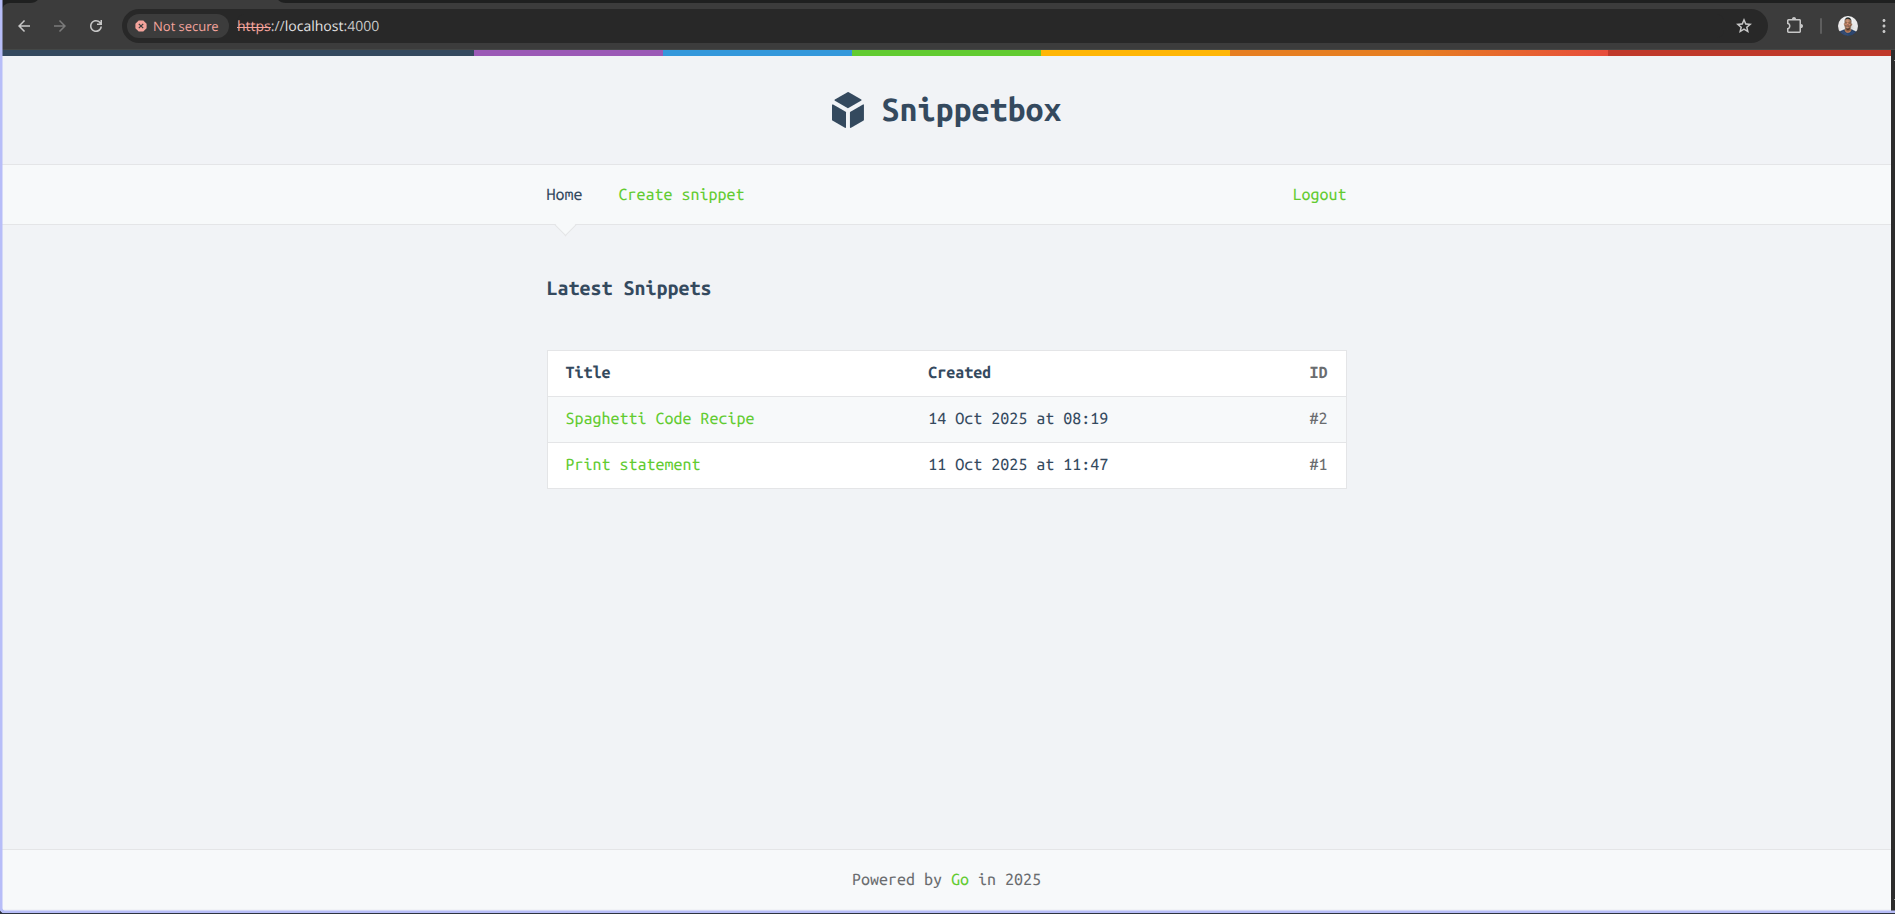 Not secure https://localhost:4000
Snippetbox
Home Create snippet Logout
Latest Snippets
Title Created ID
Spaghetti Code Recipe 14 Oct 2025 at 08:19 #2
Print statement 11 Oct 2025 at 11:47 #1
Powered by Go in 2025